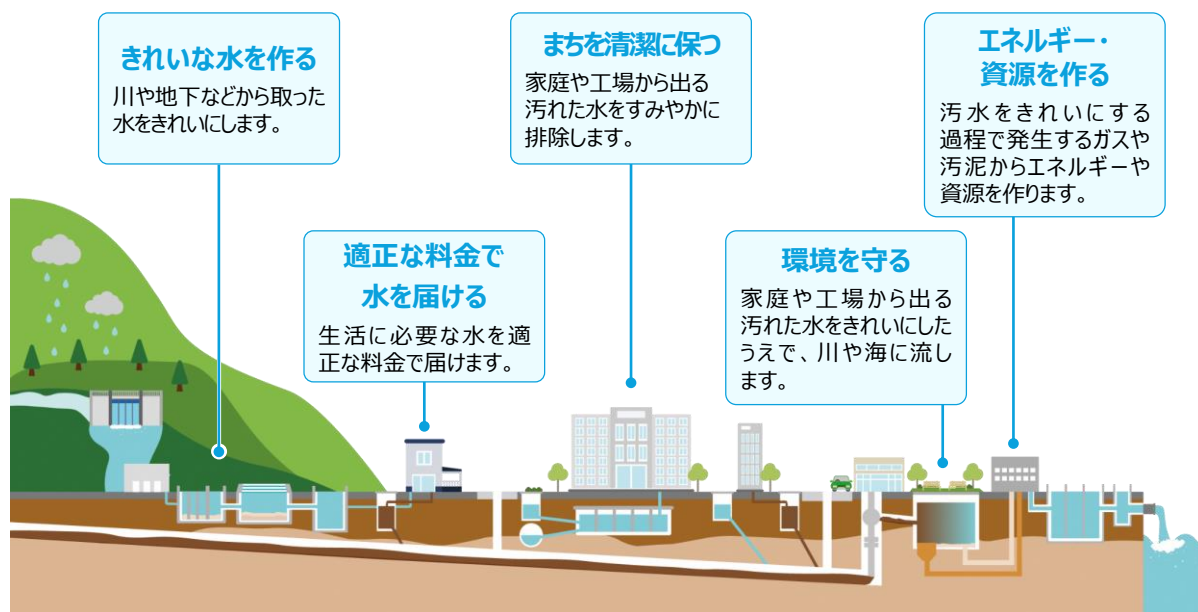 きれいな水を作る
川や地下などから取った
水をきれいにします。
適正な料金で
水を届ける
生活に必要な水を適
正な料金で届けます。
まちを清潔に保つ
家庭や工場から出る
汚れた水をすみやかに
排除します。
環境を守る
家庭や工場から出る
汚れた水をきれいにした
うえで、川や海に流し
ます。
エネルギー・
資源を作る
汚水をきれいにする
過程で発生するガスや
汚泥からエネルギーや
資源を作ります。